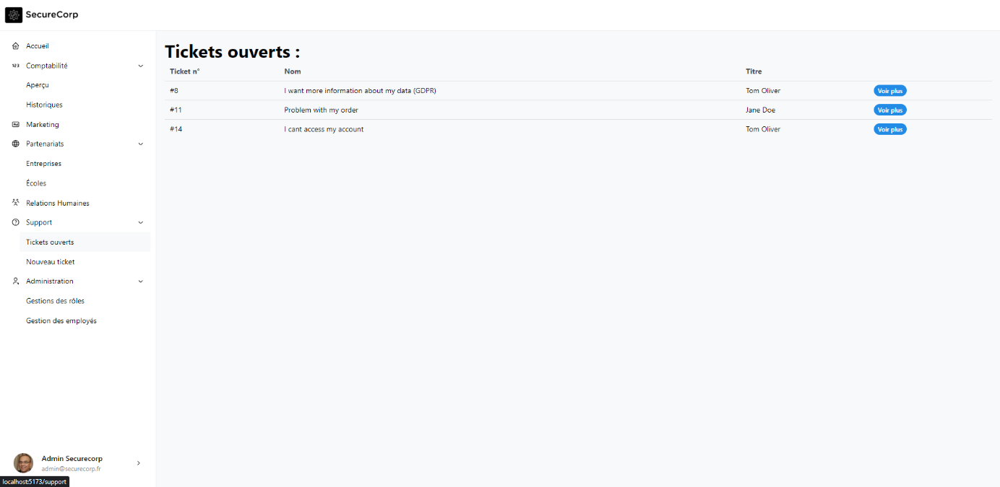 SecureCorp
Accueil
123 Comptabilité
Aperçu
Historiques
Ad Marketing
Partenariats
Entreprises
Écoles
Relations Humaines
Support
Tickets ouverts
Nouveau ticket
Administration
Gestions des rôles
Gestion des employés
Admin Securecorp
admin@securecorp.fr
localhost:5173/support
Tickets ouverts :
Ticket n° Nom Titre
#8 I want more information about my data (GDPR) Tom Oliver Voir plus
#11 Problem with my order Jane Doe Voir plus
#14 I cant access my account Tom Oliver Voir plus